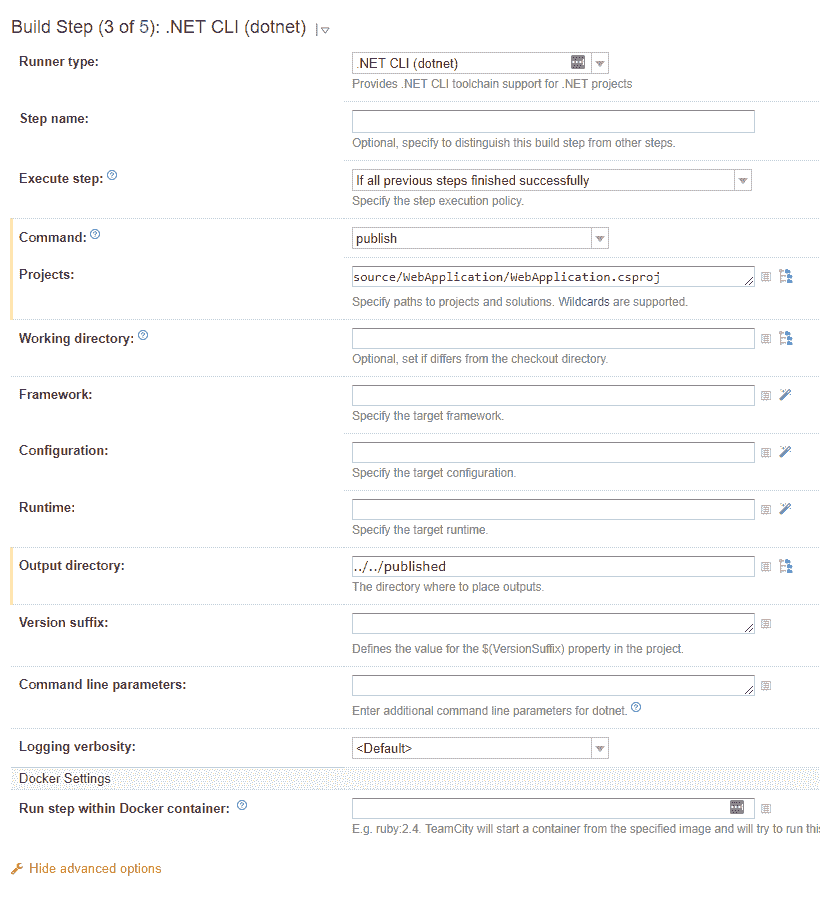 Build Step (3 of 5): .NET CLI (dotnet)
Runner type:
.NET CLI (dotnet)
Provides .NET CLI toolchain support for .NET projects
Step name:
Optional, specify to distinguish this build step from other steps.
Execute step:
If all previous steps finished successfully
Specify the step execution policy.
Command:
publish
Projects:
source/WebApplication/WebApplication.csproj
Specify paths to projects and solutions. Wildcards are supported.
Working directory:
Optional, set if differs from the checkout directory.
Framework:
Specify the target framework.
Configuration:
Specify the target configuration.
Runtime:
Specify the target runtime.
Output directory:
../../published
The directory where to place outputs.
Version suffix:
Defines the value for the $(VersionSuffix) property in the project.
Command line parameters:
Enter additional command line parameters for dotnet.
Logging verbosity:
<Default>
Docker Settings
Run step within Docker container:
E.g. ruby:2.4. TeamCity will start a container from the specified image and will try to run this
Hide advanced options